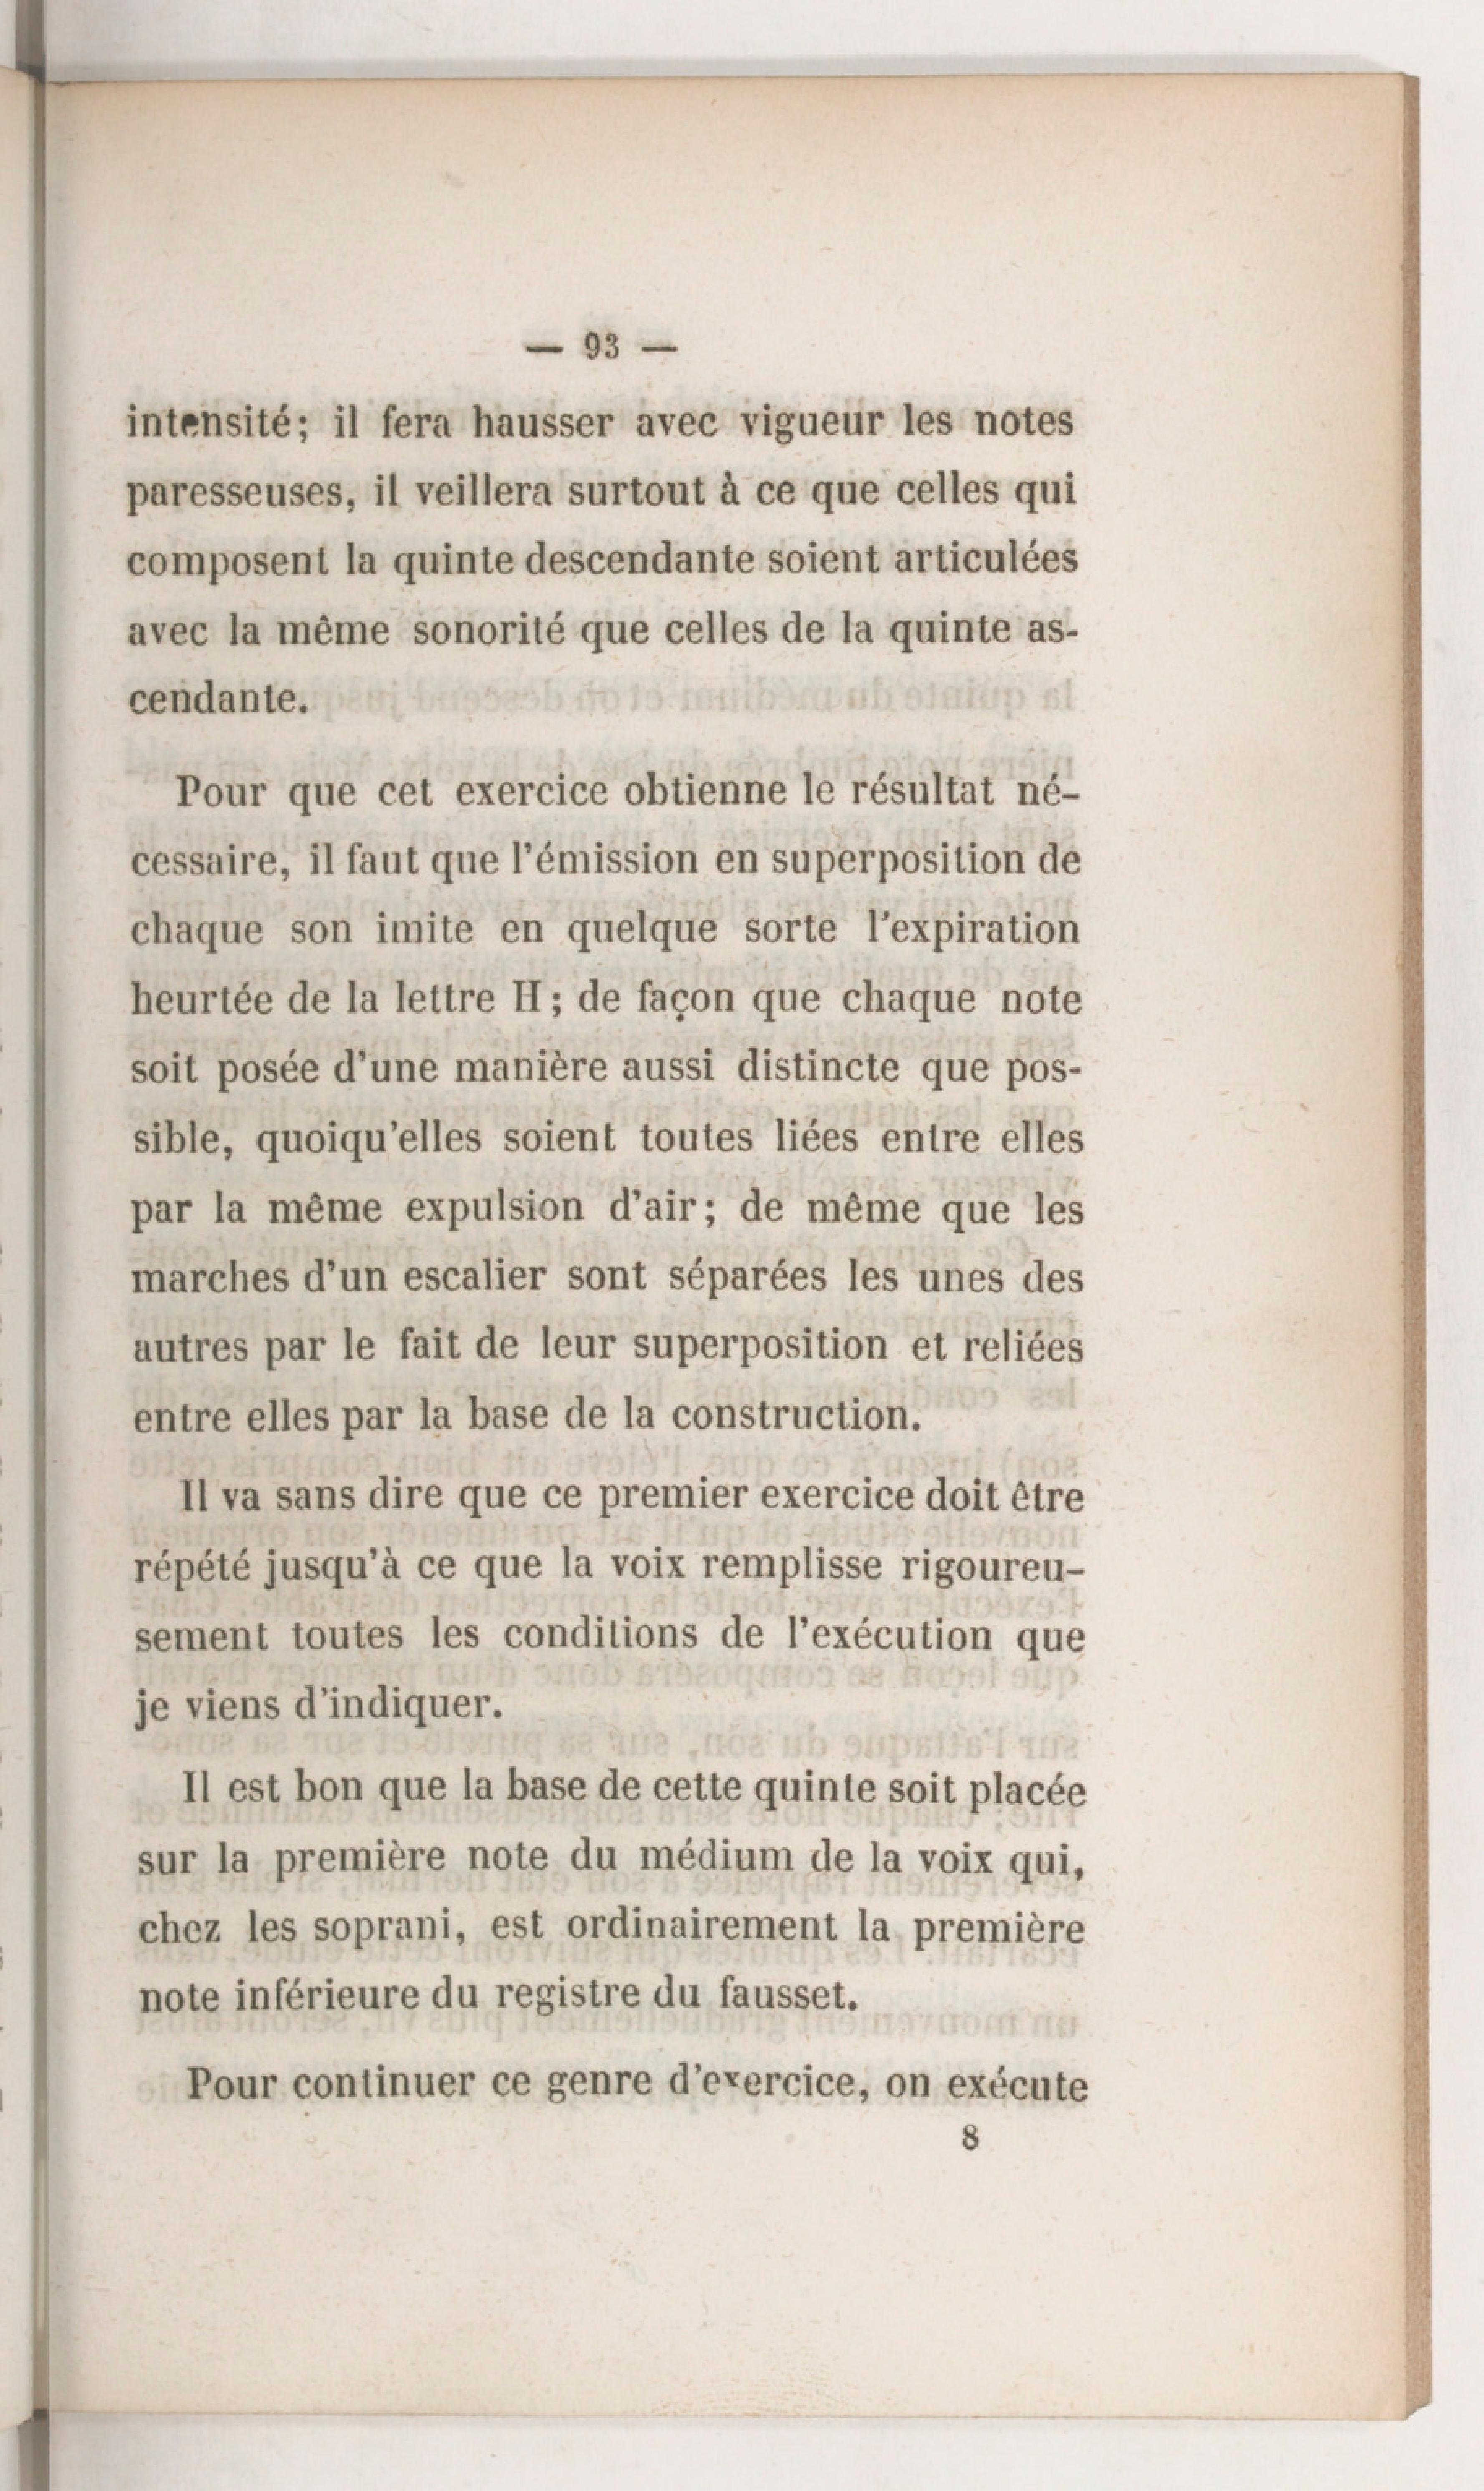 — 93 —
intensité; il fera hausser avec vigueur les notes
paresseuses, il veillera surtout à ce que celles qui
composent la quinte descendante soient articulées
avec la même sonorité que celles de la quinte as-
cendante.
Pour que cet exercice obtienne le résultat né-
cessaire, il faut que l'émission en superposition de
chaque son imite en quelque sorte l'expiration
heurtée de la lettre H; de façon que chaque note
soit posée d'une manière aussi distincte que pos-
sible, quoiqu'elles soient toutes liées entre elles
par la même expulsion d'air; de même que les
marches d'un escalier sont séparées les unes des
autres par le fait de leur superposition et reliées
entre elles par la base de la construction.
Il va sans dire que ce premier exercice doit être
répété jusqu'à ce que la voix remplisse rigoureu-
sement toutes les conditions de l'exécution que
je viens d'indiquer.
Il est bon que la base de cette quinte soit placée
sur la première note du médium de la voix qui,
chez les soprani, est ordinairement la première
note inférieure du registre du fausset.
Pour continuer ce genre d'exercice, on exécute
8